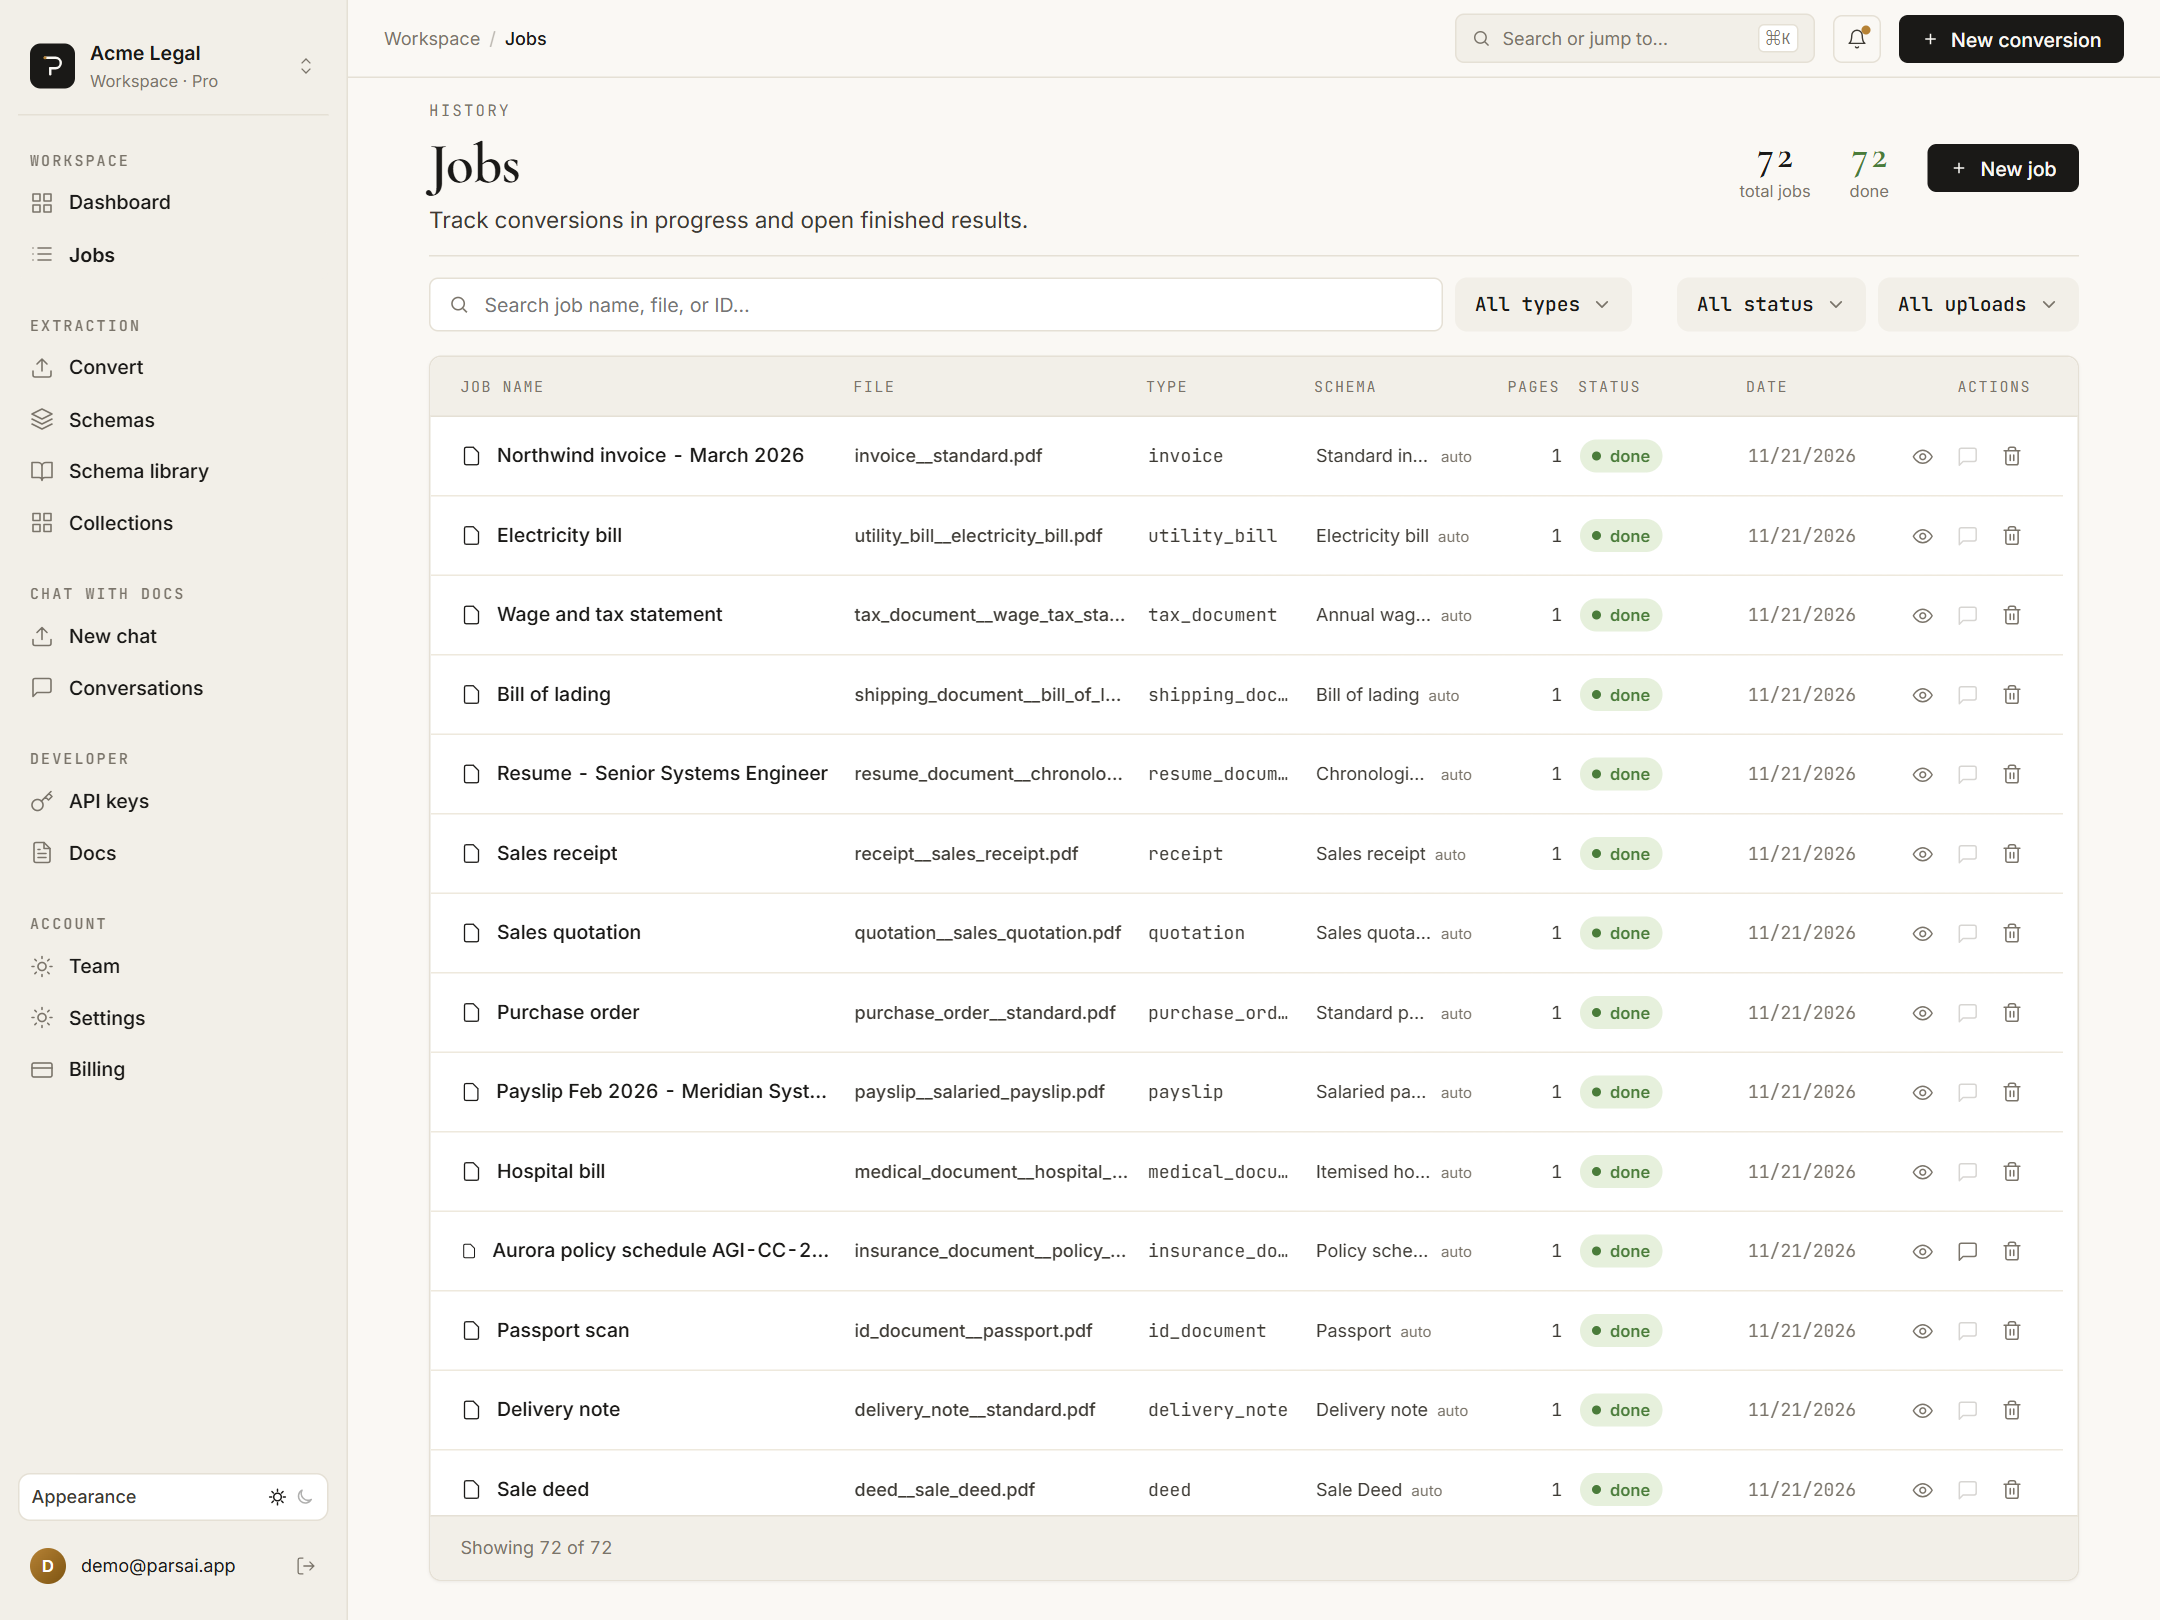 Acme Legal
Workspace · Pro
WORKSPACE
Dashboard
Jobs
EXTRACTION
Convert
Schemas
Schema library
Collections
CHAT WITH DOCS
New chat
Conversations
DEVELOPER
API keys
Docs
ACCOUNT
Team
Settings
Billing
Appearance
D demo@parsai.app
Workspace / Jobs
Search or jump to... ⌘K
+ New conversion
HISTORY
Jobs
Track conversions in progress and open finished results.
72 total jobs
72 done
+ New job
Search job name, file, or ID...
All types
All status
All uploads
JOB NAME FILE TYPE SCHEMA PAGES STATUS DATE ACTIONS
Northwind invoice - March 2026 invoice__standard.pdf invoice Standard in... auto 1 done 11/21/2026
Electricity bill utility_bill__electricity_bill.pdf utility_bill Electricity bill auto 1 done 11/21/2026
Wage and tax statement tax_document__wage_tax_sta... tax_document Annual wag... auto 1 done 11/21/2026
Bill of lading shipping_document__bill_of_l... shipping_doc… Bill of lading auto 1 done 11/21/2026
Resume - Senior Systems Engineer resume_document__chronolo... resume_docum… Chronologi... auto 1 done 11/21/2026
Sales receipt receipt__sales_receipt.pdf receipt Sales receipt auto 1 done 11/21/2026
Sales quotation quotation__sales_quotation.pdf quotation Sales quota... auto 1 done 11/21/2026
Purchase order purchase_order__standard.pdf purchase_ord… Standard p... auto 1 done 11/21/2026
Payslip Feb 2026 - Meridian Syst... payslip__salaried_payslip.pdf payslip Salaried pa... auto 1 done 11/21/2026
Hospital bill medical_document__hospital_... medical_docu… Itemised ho... auto 1 done 11/21/2026
Aurora policy schedule AGI-CC-2... insurance_document__policy_... insurance_do… Policy sche... auto 1 done 11/21/2026
Passport scan id_document__passport.pdf id_document Passport auto 1 done 11/21/2026
Delivery note delivery_note__standard.pdf delivery_note Delivery note auto 1 done 11/21/2026
Sale deed deed__sale_deed.pdf deed Sale Deed auto 1 done 11/21/2026
Showing 72 of 72